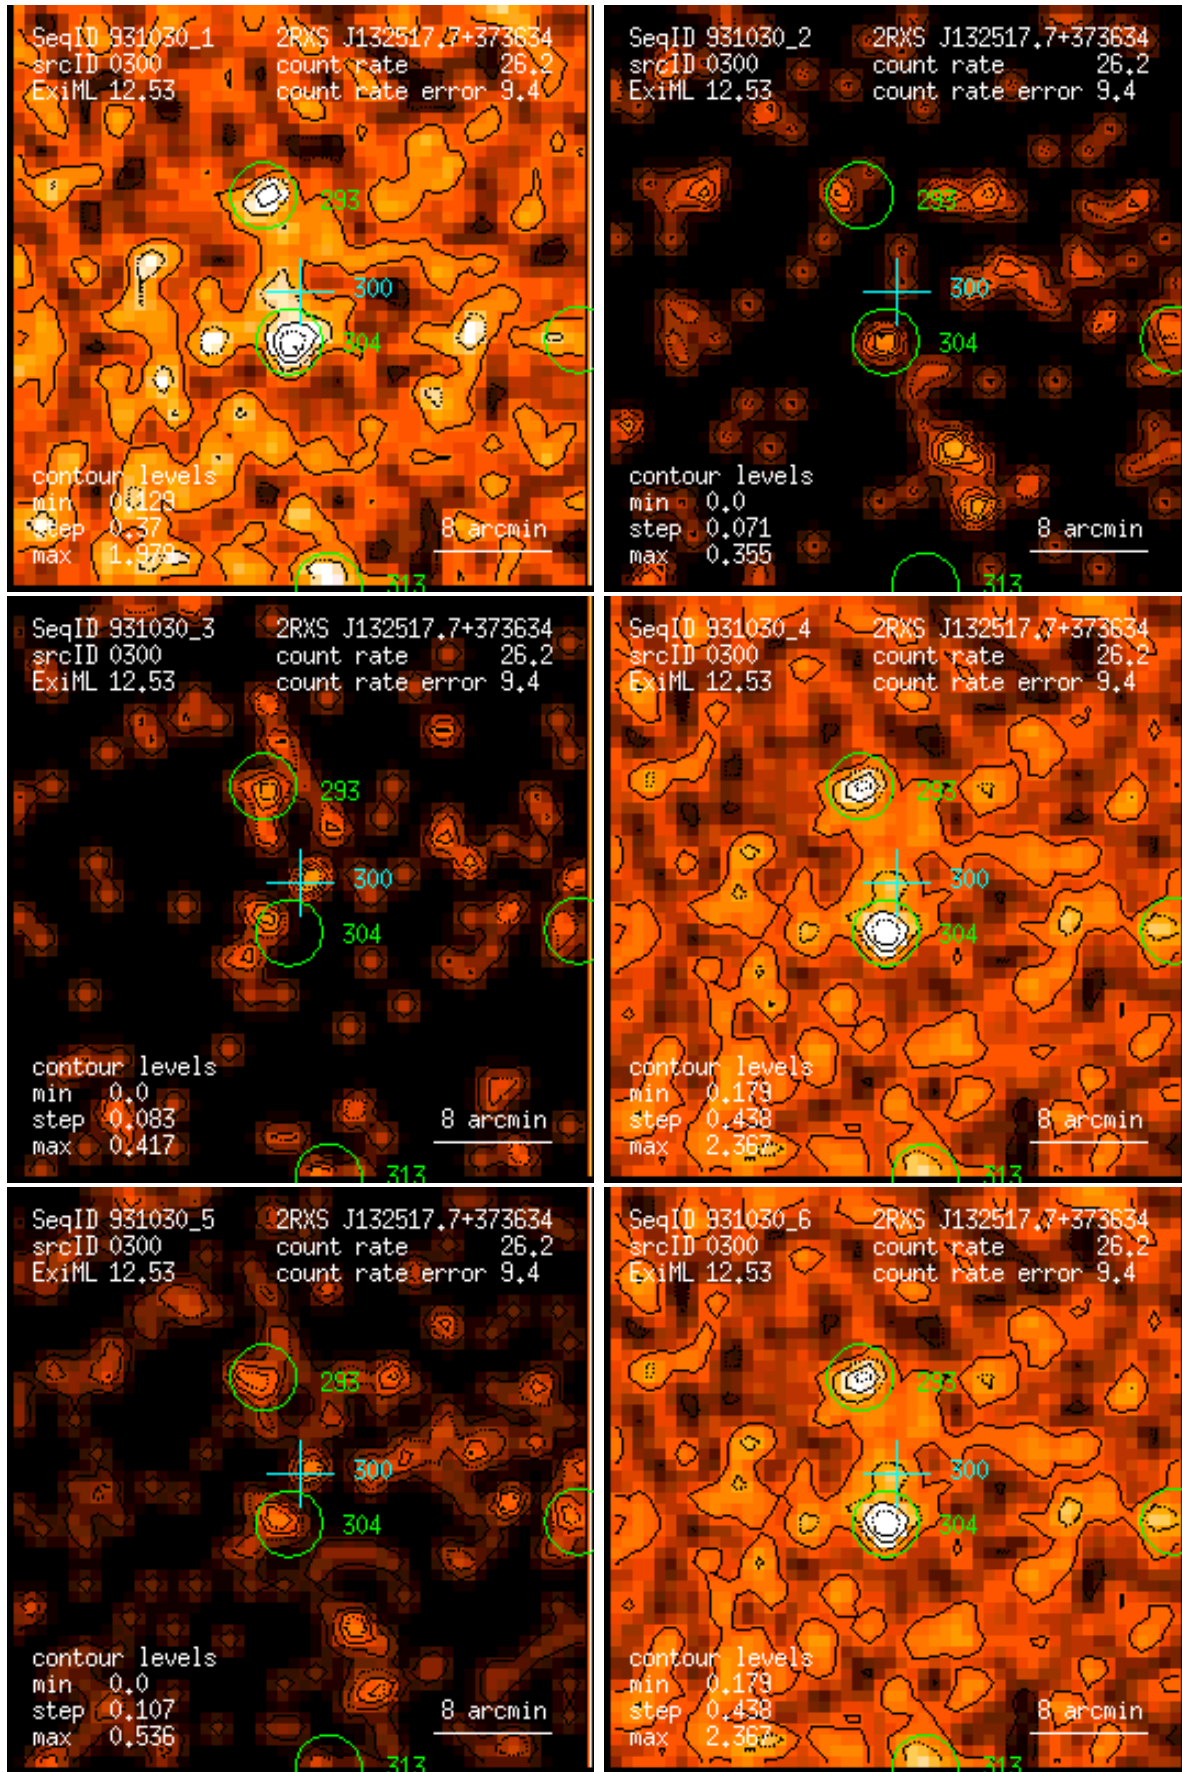 SeqID 931030_1 2RXS J132517.7+373634
srcID 0300 count rate 26.2
ExiML 12.53 count rate error 9.4
293
300
304
contour levels
min 0.129
step 0.37
max 1.979
8 arcmin
313
SeqID 931030_2 2RXS J132517.7+373634
srcID 0300 count rate 26.2
ExiML 12.53 count rate error 9.4
293
300
304
contour levels
min 0.0
step 0.071
max 0.355
8 arcmin
313
SeqID 931030_3 2RXS J132517.7+373634
srcID 0300 count rate 26.2
ExiML 12.53 count rate error 9.4
293
300
304
contour levels
min 0.0
step 0.083
max 0.417
8 arcmin
313
SeqID 931030_4 2RXS J132517.7+373634
srcID 0300 count rate 26.2
ExiML 12.53 count rate error 9.4
293
300
304
contour levels
min 0.179
step 0.438
max 2.367
8 arcmin
313
SeqID 931030_5 2RXS J132517.7+373634
srcID 0300 count rate 26.2
ExiML 12.53 count rate error 9.4
293
300
304
contour levels
min 0.0
step 0.107
max 0.536
8 arcmin
313
SeqID 931030_6 2RXS J132517.7+373634
srcID 0300 count rate 26.2
ExiML 12.53 count rate error 9.4
293
300
304
contour levels
min 0.179
step 0.438
max 2.367
8 arcmin
313